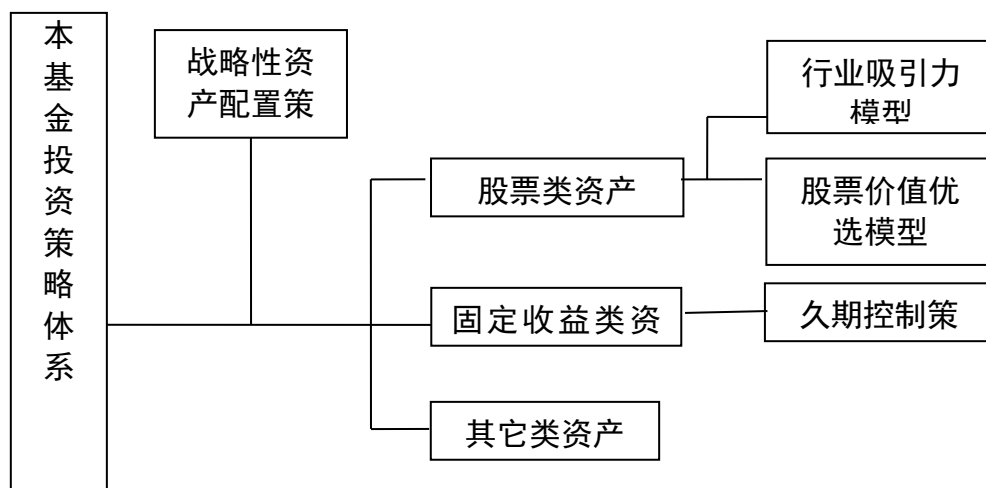 本基金投资策略体系
战略性资
产配置策
行业吸引力
模型
股票类资产
股票价值优
选模型
固定收益类资
久期控制策
其它类资产